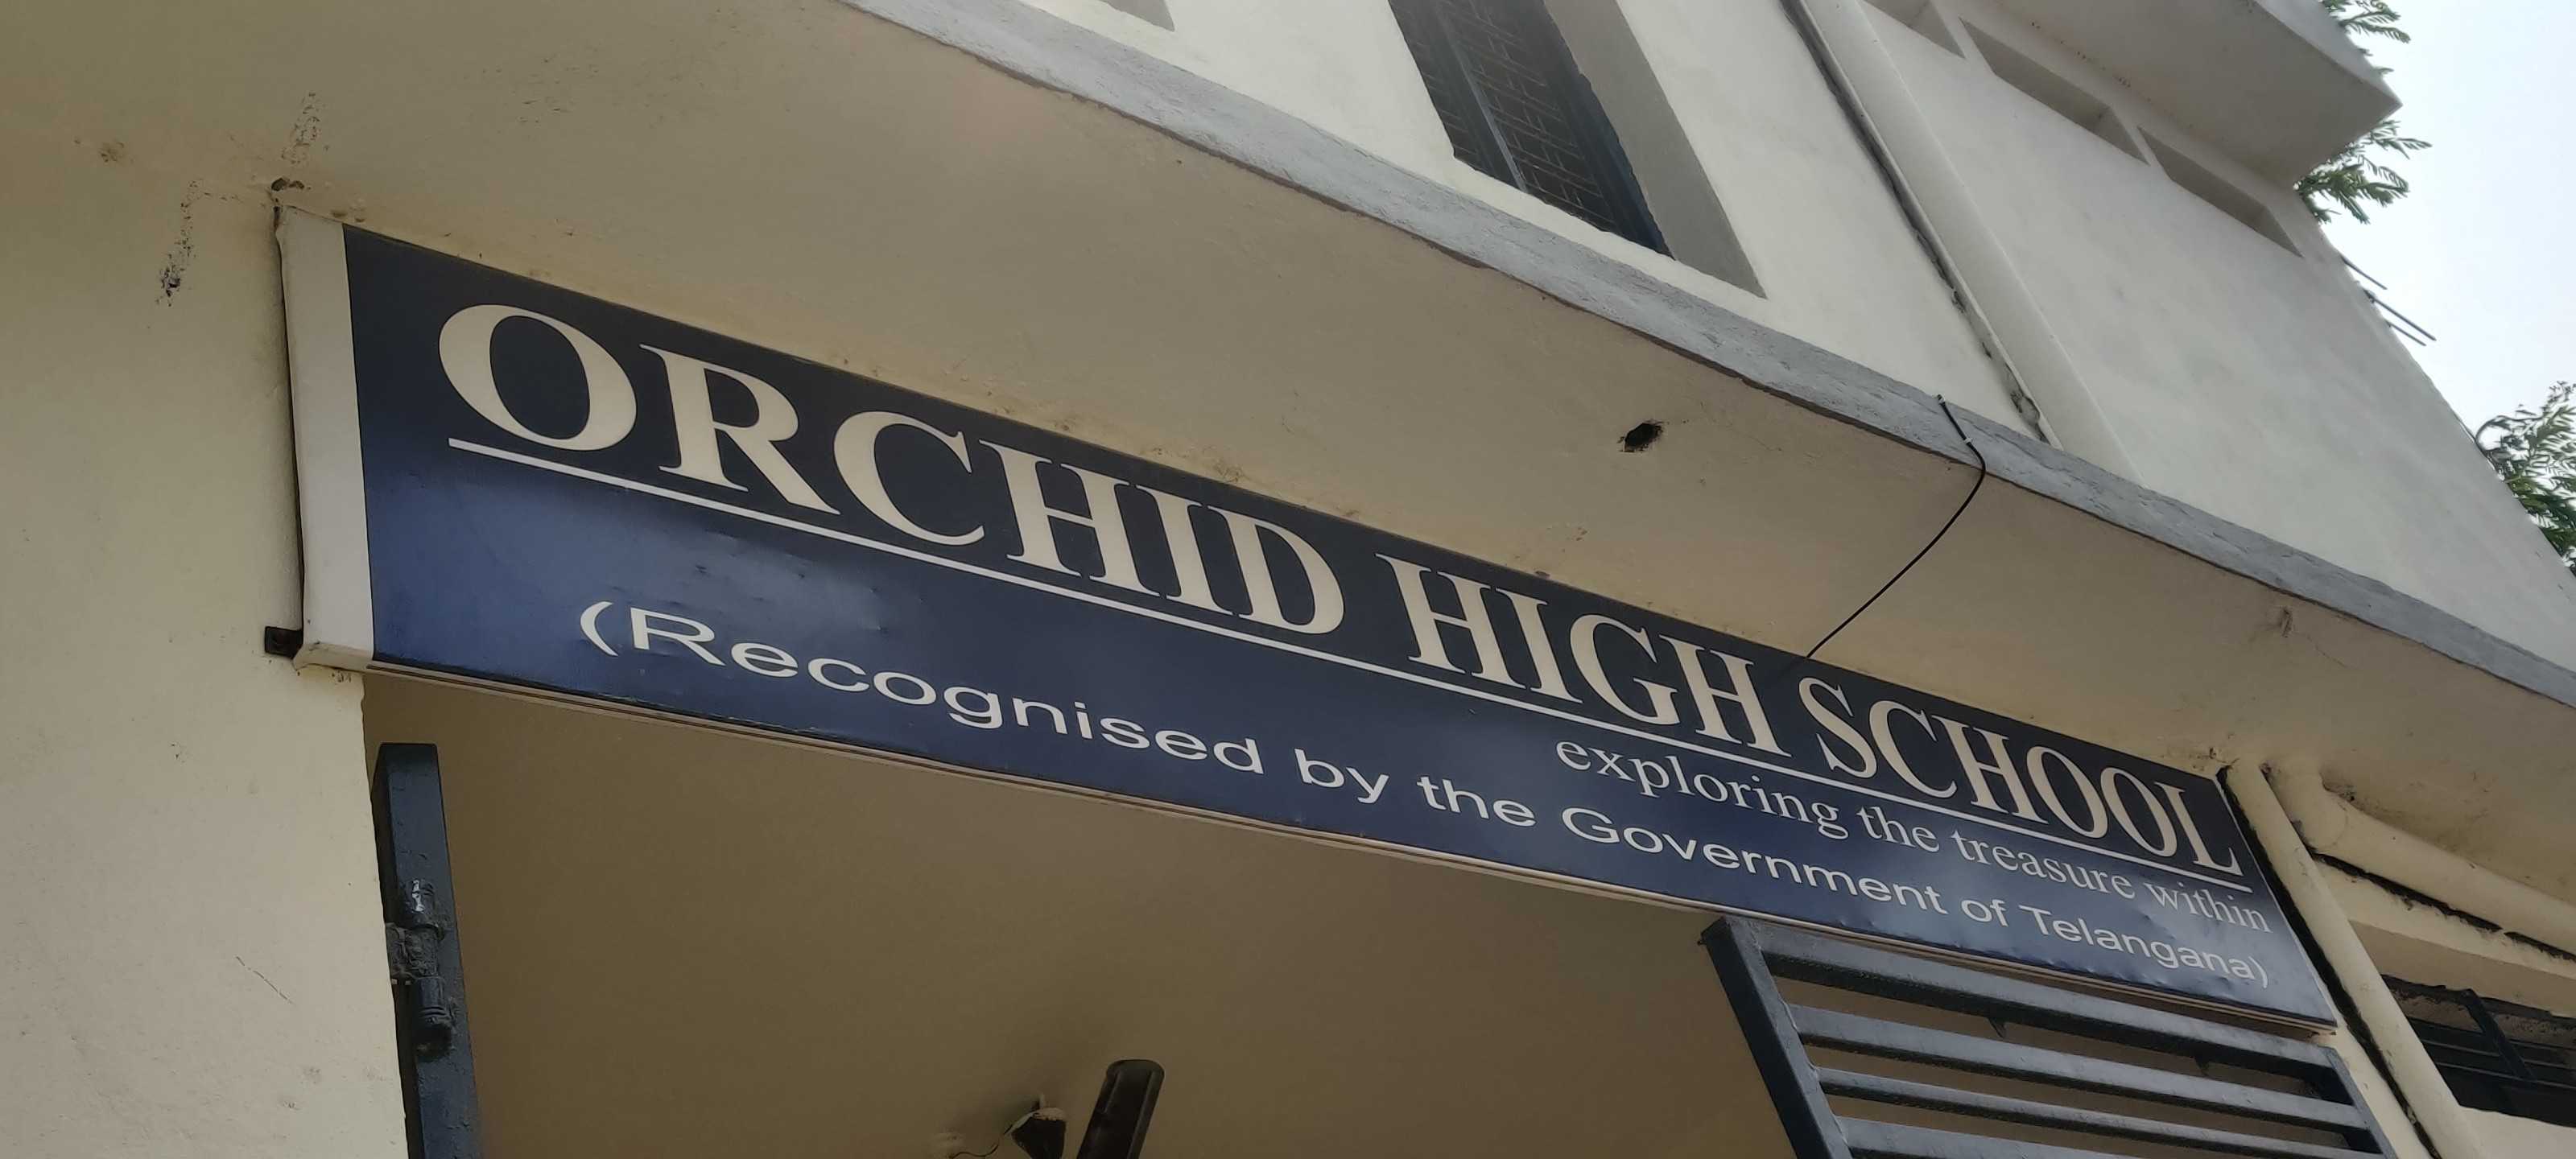 ORCHID HIGH SCHOOL
exploring the treasure within
(Recognised by the Government of Telangana)